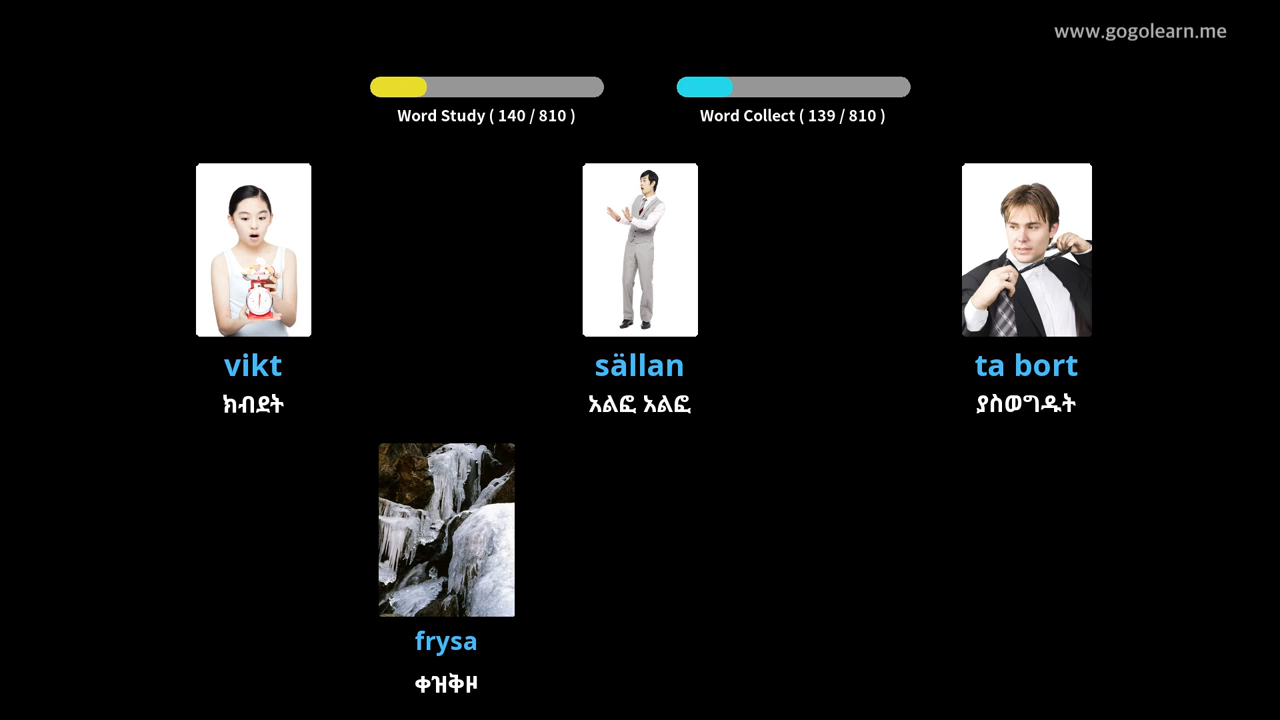 www.gogolearn.me
Word Study ( 140 / 810 )
Word Collect ( 139 / 810 )
vikt
ክብደት
sällan
አልፎ አልፎ
ta bort
ያስወግዱት
frysa
ቀዝቅዞ